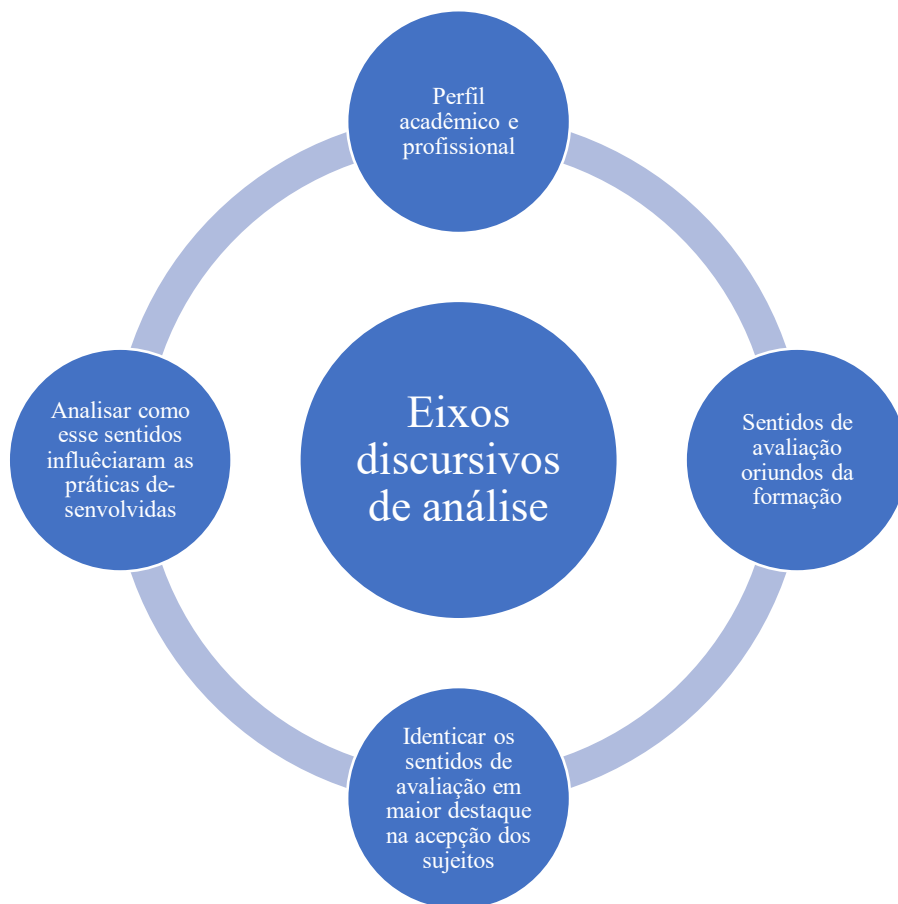 Perfil
acadêmico e
profissional
Eixos
discursivos
de análise
Sentidos de
avaliação
oriundos da
formação
Identicar os
sentidos de
avaliação em
maior destaque
na acepção dos
sujeitos
Analisar como
esse sentidos
influêciaram as
práticas de-
senvolvidas